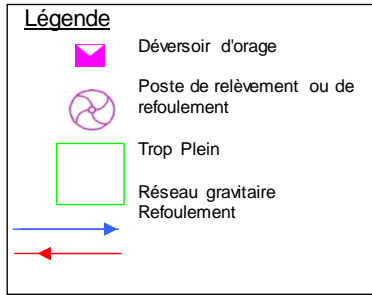 Légende
Déversoir d'orage
Poste de relèvement ou de
refoulement
Trop Plein
Réseau gravitaire
Refoulement